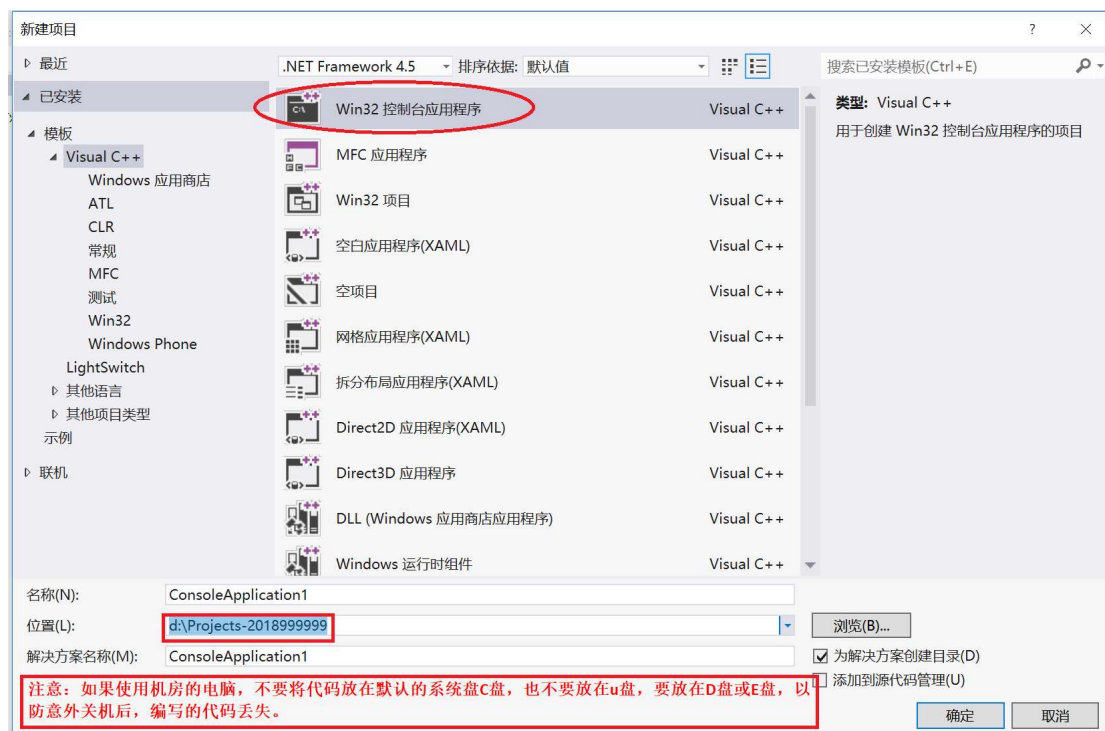 新建项目
?
最近
.NET Framework 4.5
排序依据: 默认值
搜索已安装模板(Ctrl+E)
已安装
模板
Visual C++
Windows 应用商店
ATL
CLR
常规
MFC
测试
Win32
Windows Phone
LightSwitch
其他语言
其他项目类型
示例
联机
Win32 控制台应用程序 Visual C++
MFC 应用程序 Visual C++
Win32 项目 Visual C++
空白应用程序(XAML) Visual C++
空项目 Visual C++
网格应用程序(XAML) Visual C++
拆分布局应用程序(XAML) Visual C++
Direct2D 应用程序(XAML) Visual C++
Direct3D 应用程序 Visual C++
DLL (Windows 应用商店应用程序) Visual C++
Windows 运行时组件 Visual C++
类型: Visual C++
用于创建 Win32 控制台应用程序的项目
名称(N): ConsoleApplication1
位置(L): d:\Projects-2018999999 浏览(B)...
解决方案名称(M): ConsoleApplication1 为解决方案创建目录(D)
添加到源代码管理(U)
注意：如果使用机房的电脑，不要将代码放在默认的系统盘C盘，也不要放在u盘，要放在D盘或E盘，以
防意外关机后，编写的代码丢失。
确定 取消